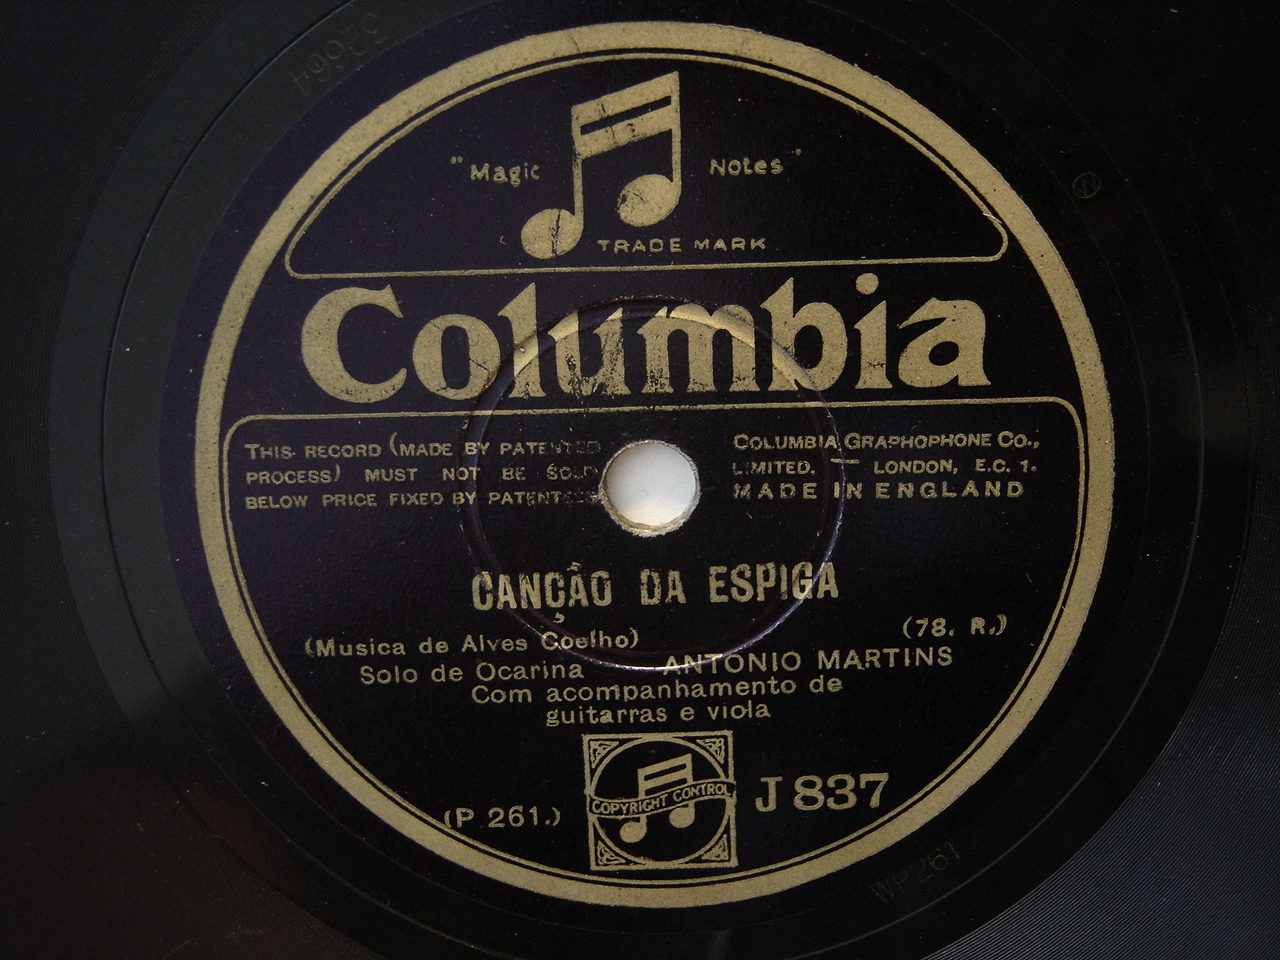 "Magic Notes"
TRADE MARK
Columbia
THIS RECORD (MADE BY PATENTED
PROCESS) MUST NOT BE SOLD
BELOW PRICE FIXED BY PATENTEES
COLUMBIA GRAPHOPHONE CO.,
LIMITED, — LONDON, E.C. 1.
MADE IN ENGLAND
CANÇÃO DA ESPIGA
(78. R.)
(Musica de Alves Coelho)
Solo de Ocarina ANTONIO MARTINS
Com acompanhamento de
guitarras e viola
COPYRIGHT CONTROL
(P 261.)
J 837
WP261
32664
W